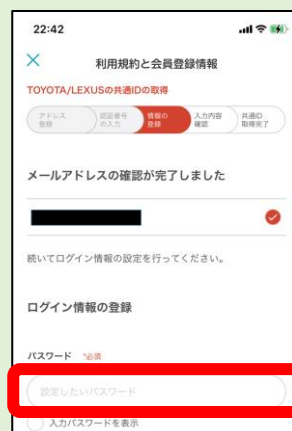 22:42
利用規約と会員登録情報
TOYOTA/LEXUSの共通IDの取得
アドレス
登録
認証番号
の入力
情報の
登録
入力内容
確認
共通ID
取得完了
メールアドレスの確認が完了しました
続いてログイン情報の設定を行ってください。
ログイン情報の登録
パスワード *必須
設定したいパスワード
入力パスワードを表示